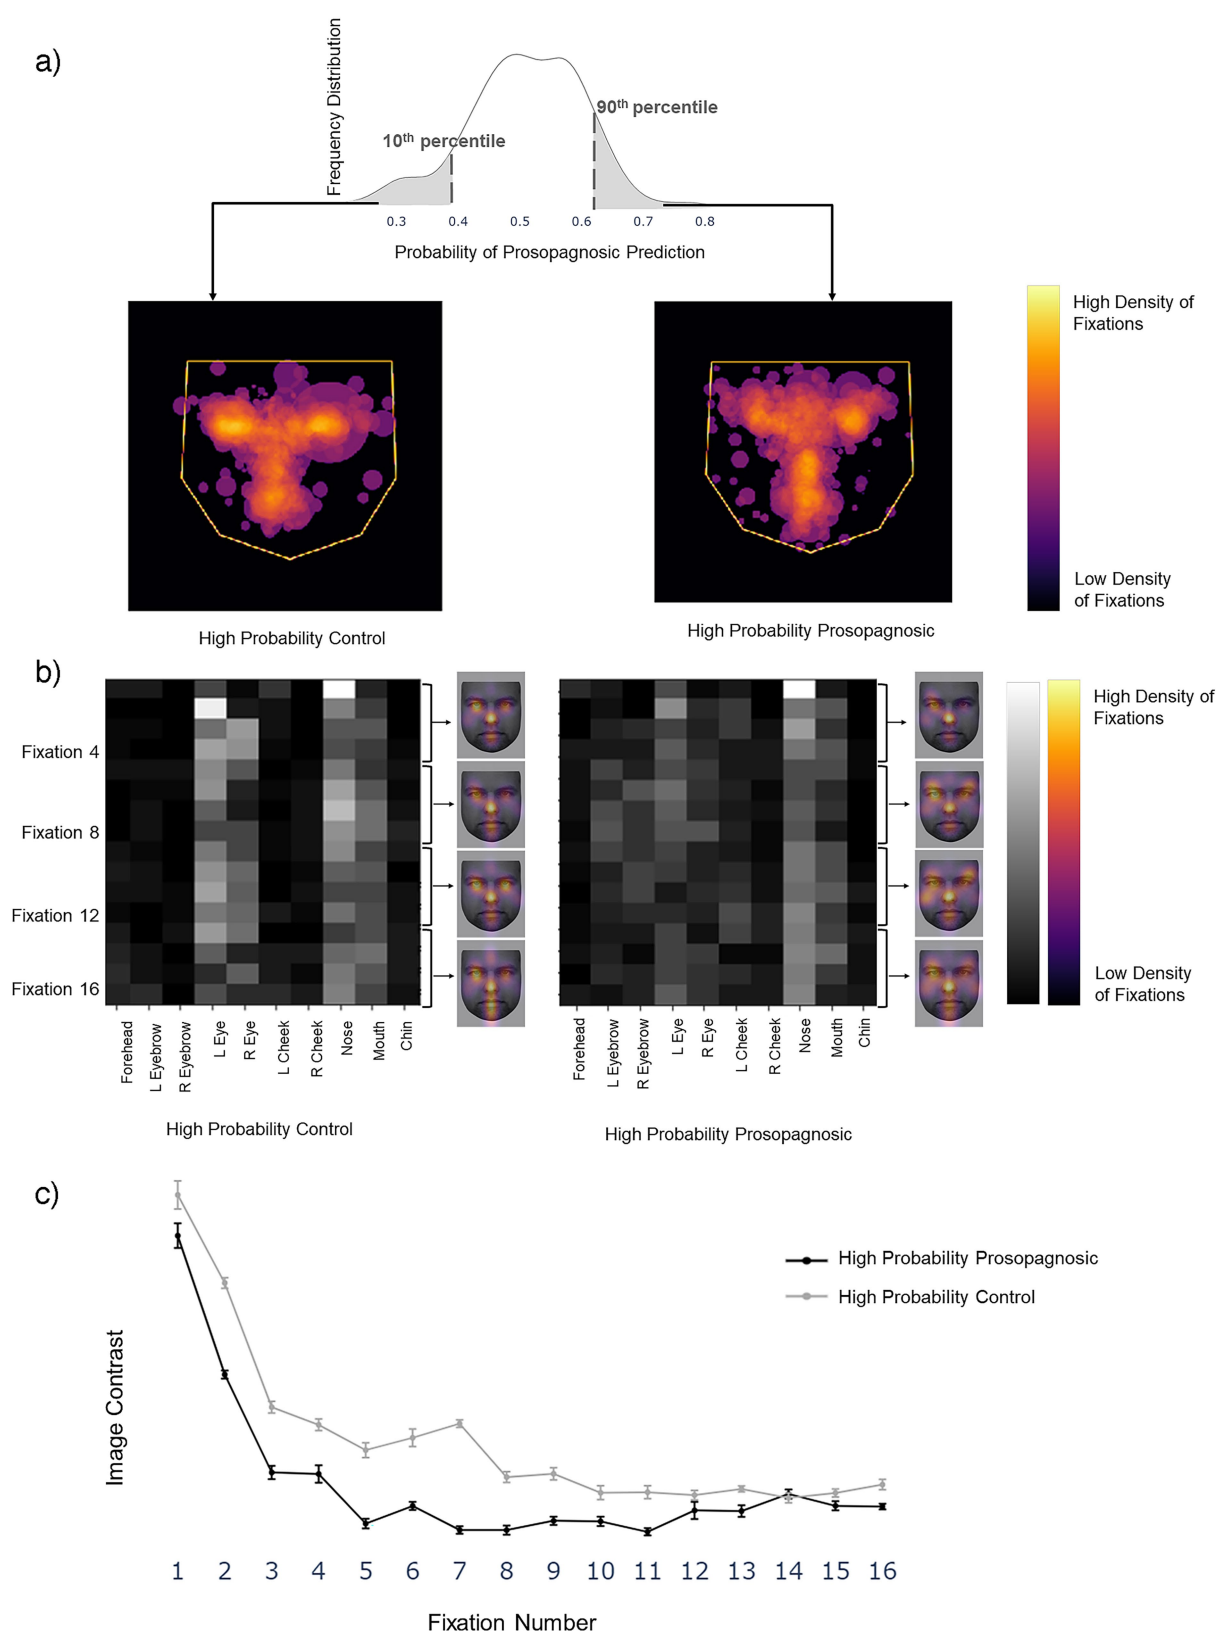 a)
Frequency Distribution
10th percentile
90th percentile
0.3 0.4 0.5 0.6 0.7 0.8
Probability of Prosopagnosic Prediction
High Density of
Fixations
Low Density
of Fixations
High Probability Control
High Probability Prosopagnosic
b)
Fixation 4
Fixation 8
Fixation 12
Fixation 16
Forehead
L Eyebrow
R Eyebrow
L Eye
R Eye
L Cheek
R Cheek
Nose
Mouth
Chin
High Probability Control
Forehead
L Eyebrow
R Eyebrow
L Eye
R Eye
L Cheek
R Cheek
Nose
Mouth
Chin
High Probability Prosopagnosic
High Density of
Fixations
Low Density
of Fixations
c)
Image Contrast
High Probability Prosopagnosic
High Probability Control
1 2 3 4 5 6 7 8 9 10 11 12 13 14 15 16
Fixation Number